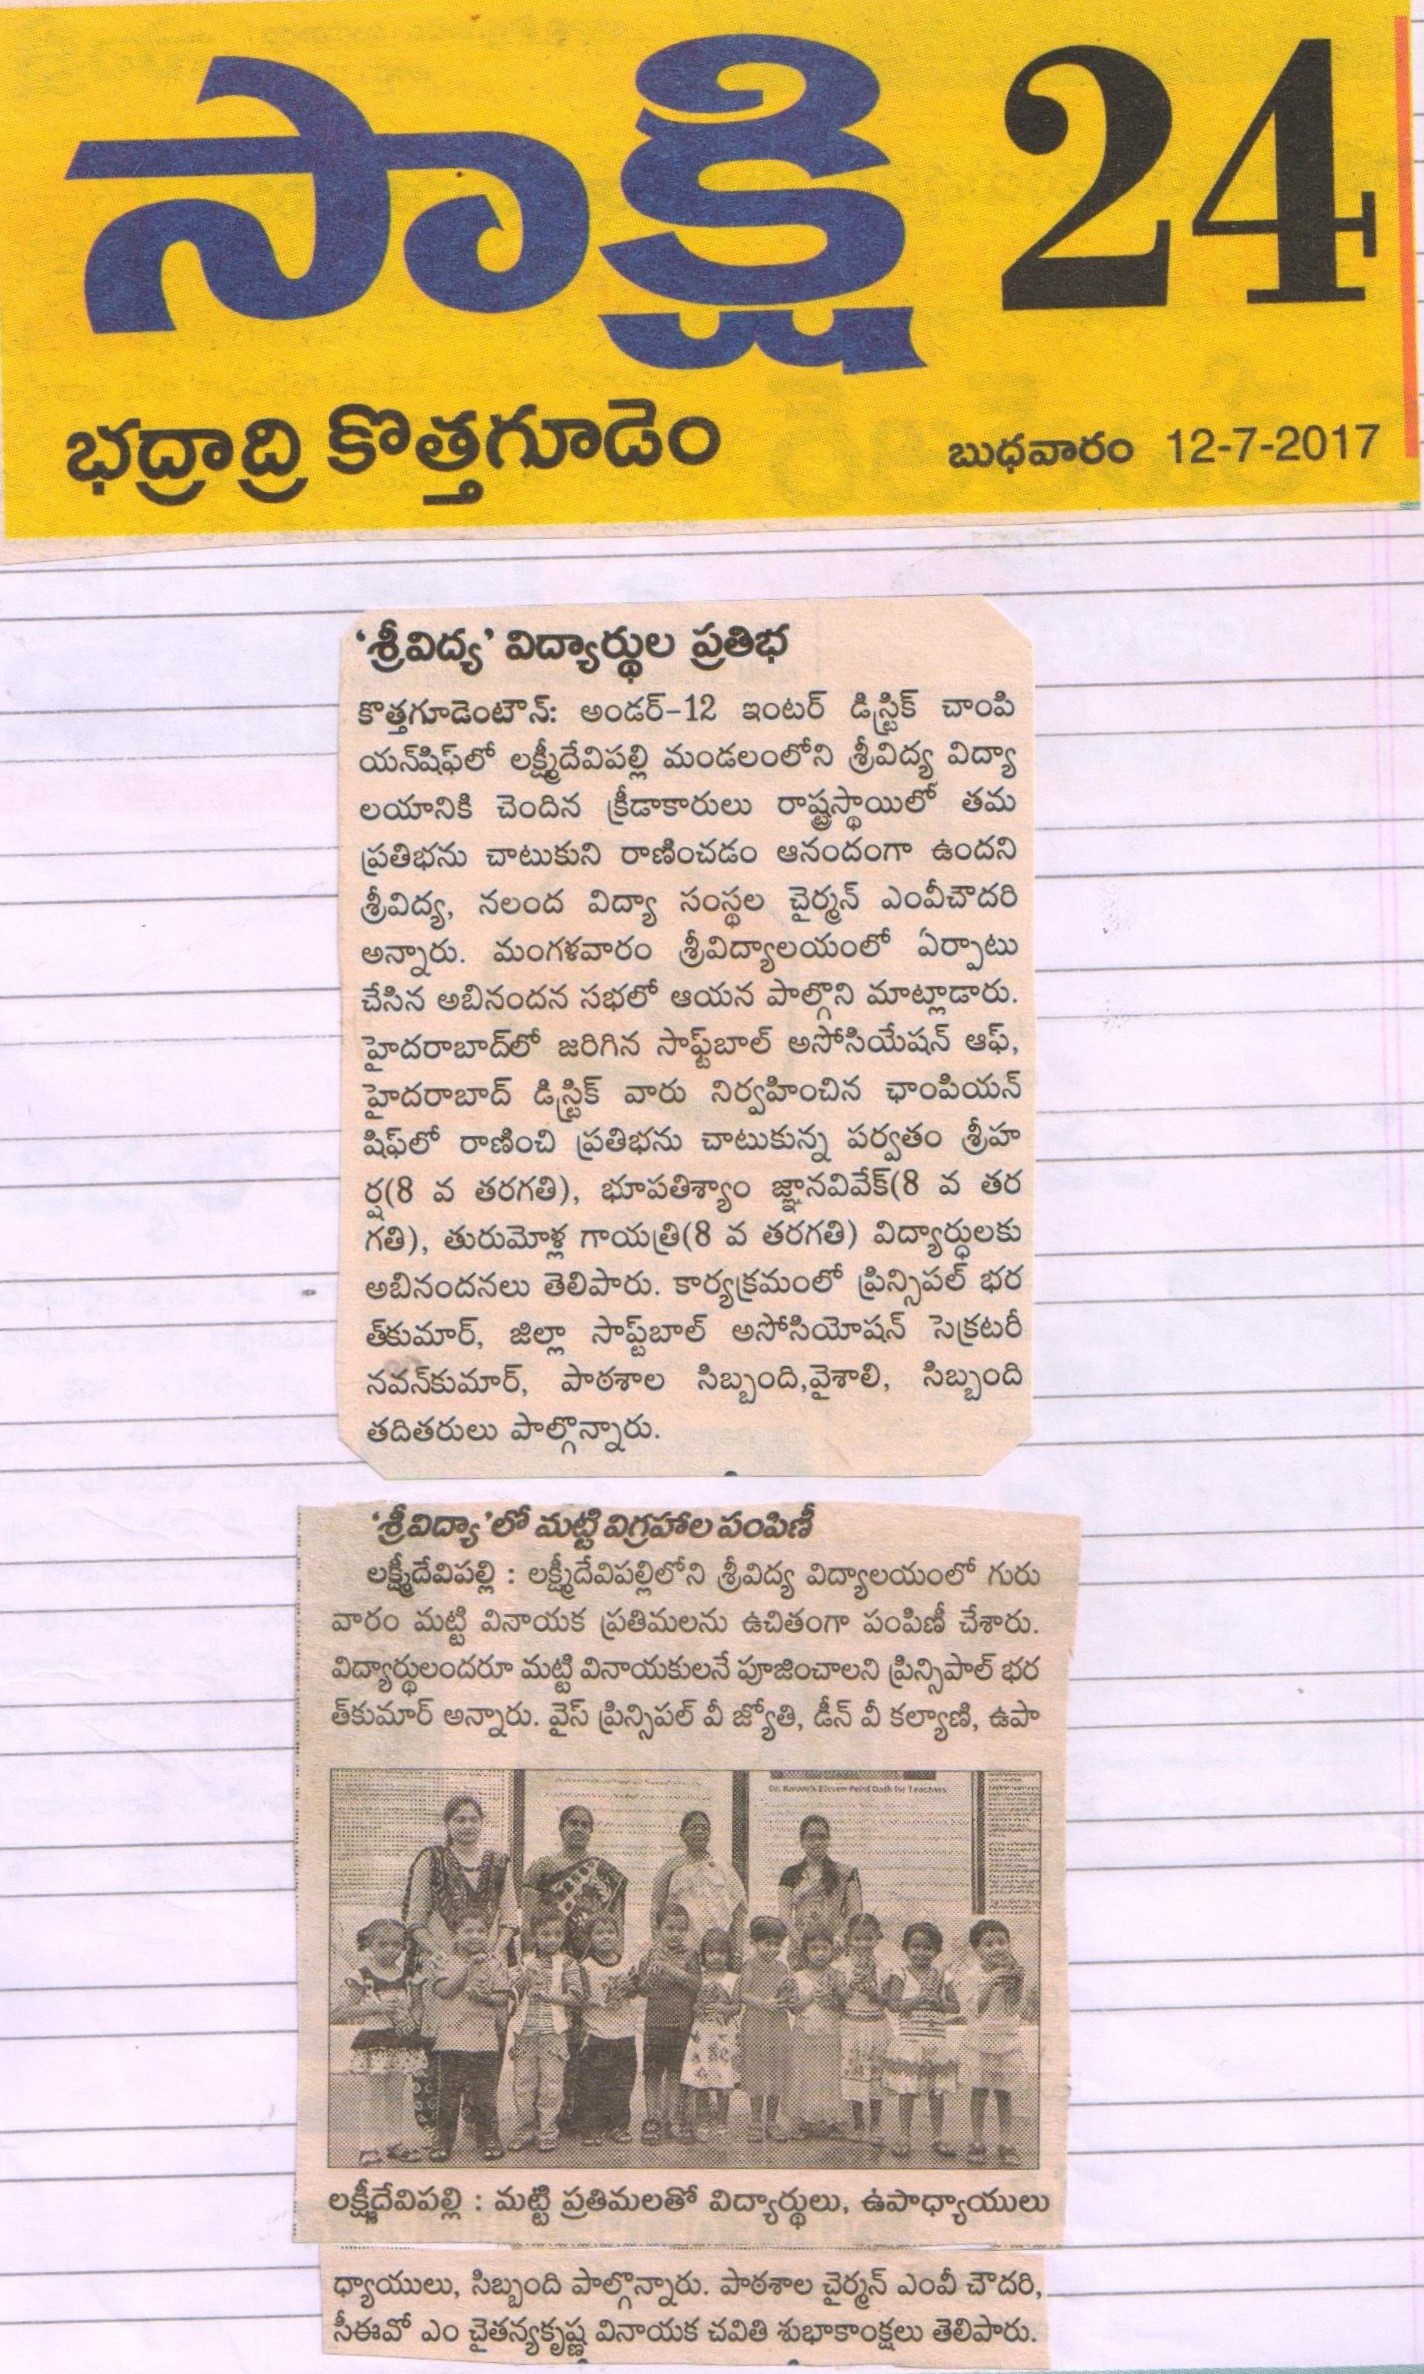 సాక్షి 24
భద్రాద్రి కొత్తగూడెం
బుధవారం 12-7-2017
‘శ్రీవిద్య’ విద్యార్థుల ప్రతిభ
కొత్తగూడెంటౌన్: అండర్-12 ఇంటర్ డిస్ట్రిక్ చాంపి
యన్‌షిఫ్‌లో లక్ష్మీదేవిపల్లి మండలంలోని శ్రీవిద్య విద్యా
లయానికి చెందిన క్రీడాకారులు రాష్ట్రస్థాయిలో తమ
ప్రతిభను చాటుకుని రాణించడం ఆనందంగా ఉందని
శ్రీవిద్య, నలంద విద్యా సంస్థల చైర్మన్ ఎంవీచౌదరి
అన్నారు. మంగళవారం శ్రీవిద్యాలయంలో ఏర్పాటు
చేసిన అబినందన సభలో ఆయన పాల్గొని మాట్లాడారు.
హైదరాబాద్‌లో జరిగిన సాఫ్ట్‌బాల్ అసోసియేషన్ ఆఫ్,
హైదరాబాద్ డిస్ట్రిక్ వారు నిర్వహించిన ఛాంపియన్
షిఫ్‌లో రాణించి ప్రతిభను చాటుకున్న పర్వతం శ్రీహ
ర్ష(8 వ తరగతి), భూపతిశ్యాం జ్ఞానవివేక్(8 వ తర
గతి), తురుమోళ్ల గాయత్రి(8 వ తరగతి) విద్యార్ధులకు
అబినందనలు తెలిపారు. కార్యక్రమంలో ప్రిన్సిపల్ భర
త్‌కుమార్, జిల్లా సాప్ట్‌బాల్ అసోసియోషన్ సెక్రటరీ
నవన్‌కుమార్, పాఠశాల సిబ్బంది,వైశాలి, సిబ్బంది
తదితరులు పాల్గొన్నారు.
‘శ్రీవిద్యా’లో మట్టి విగ్రహాల పంపిణీ
లక్ష్మీదేవిపల్లి : లక్ష్మీదేవిపల్లిలోని శ్రీవిద్య విద్యాలయంలో గురు
వారం మట్టి వినాయక ప్రతిమలను ఉచితంగా పంపిణీ చేశారు.
విద్యార్థులందరూ మట్టి వినాయకులనే పూజించాలని ప్రిన్సిపాల్ భర
త్‌కుమార్ అన్నారు. వైస్ ప్రిన్సిపల్ వీ జ్యోతి, డీన్ వీ కల్యాణి, ఉపా
Dr. Kalam's Eleven Point Oath for Teachers
లక్ష్మీదేవిపల్లి : మట్టి ప్రతిమలతో విద్యార్థులు, ఉపాధ్యాయులు
ధ్యాయులు, సిబ్బంది పాల్గొన్నారు. పాఠశాల చైర్మన్ ఎంవీ చౌదరి,
సీఈవో ఎం చైతన్యకృష్ణ వినాయక చవితి శుభాకాంక్షలు తెలిపారు.